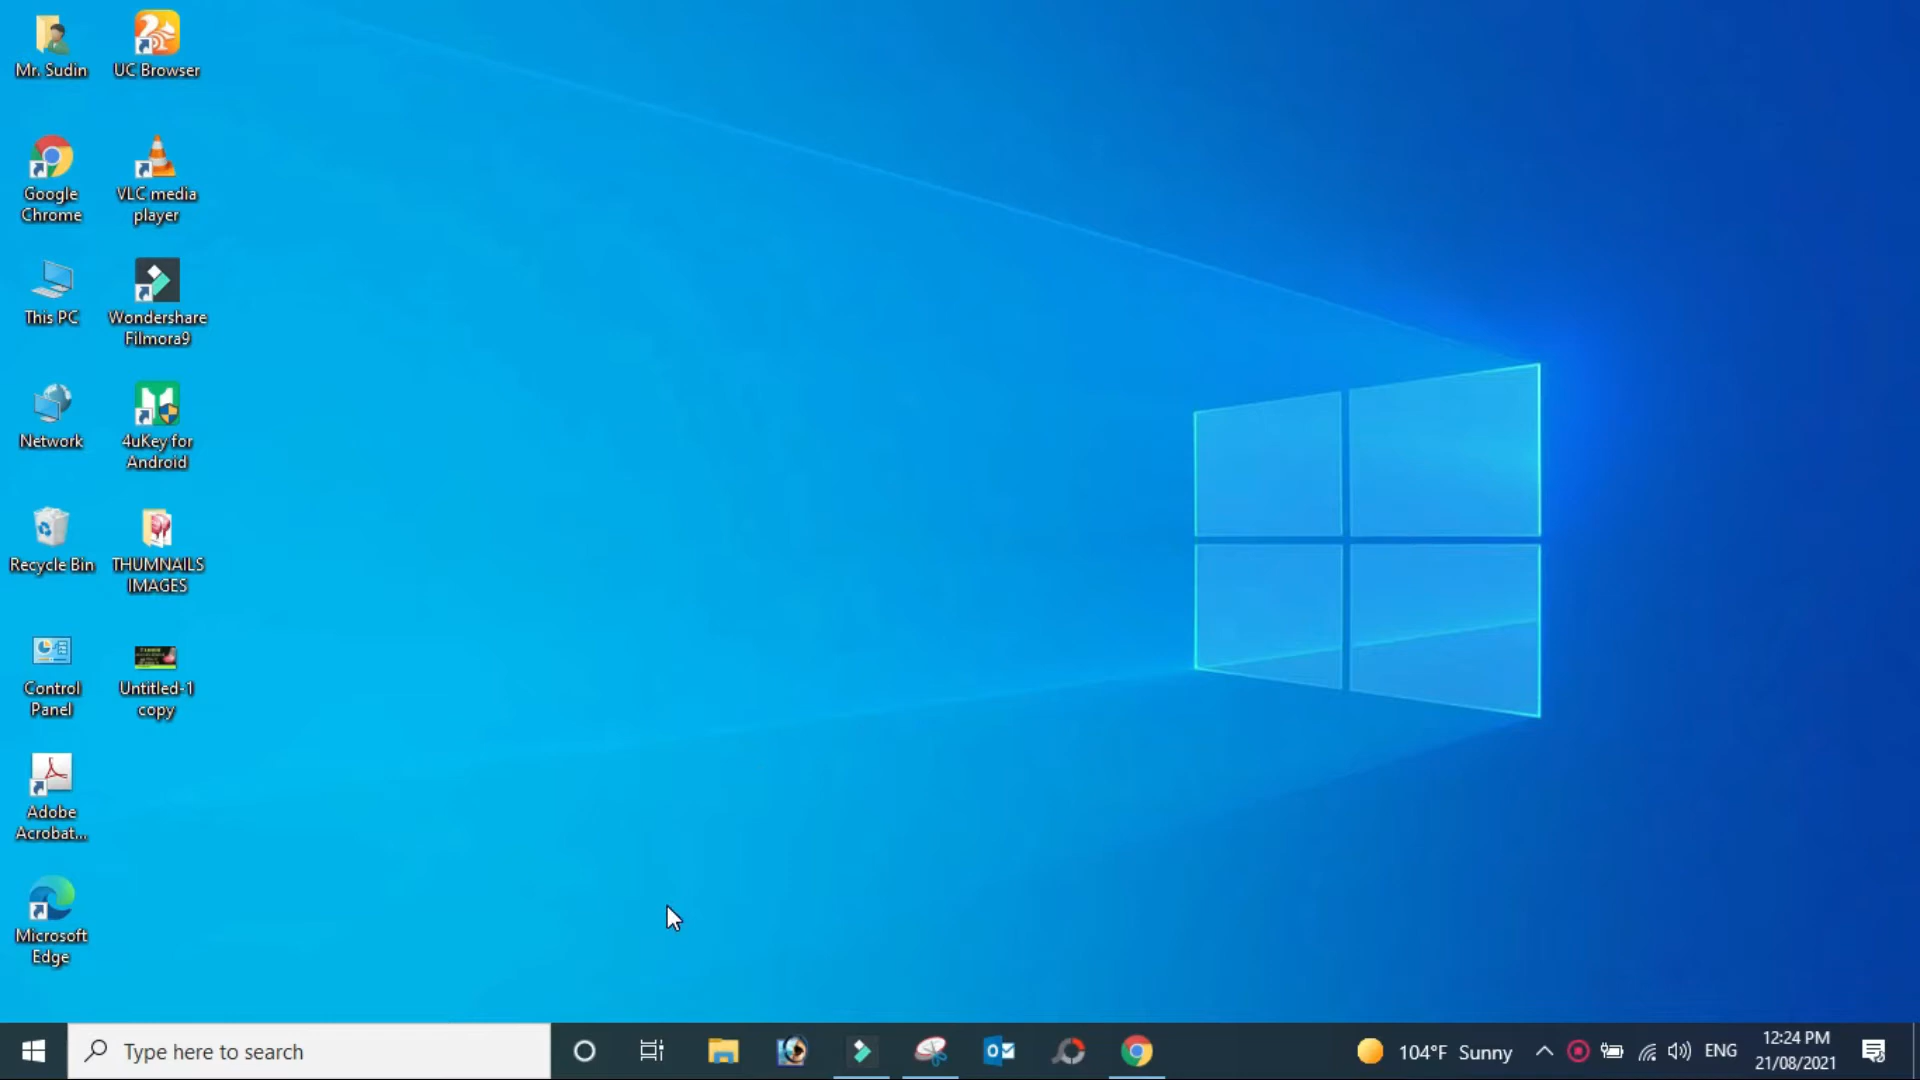 Mr. Sudin
UC Browser
Google
Chrome
VLC media
player
This PC
Wondershare
Filmora9
Network
4uKey for
Android
Recycle Bin
THUMNAILS
IMAGES
Control
Panel
Untitled-1
copy
Adobe
Acrobat...
Microsoft
Edge
Type here to search
104°F Sunny
ENG
12:24 PM
21/08/2021